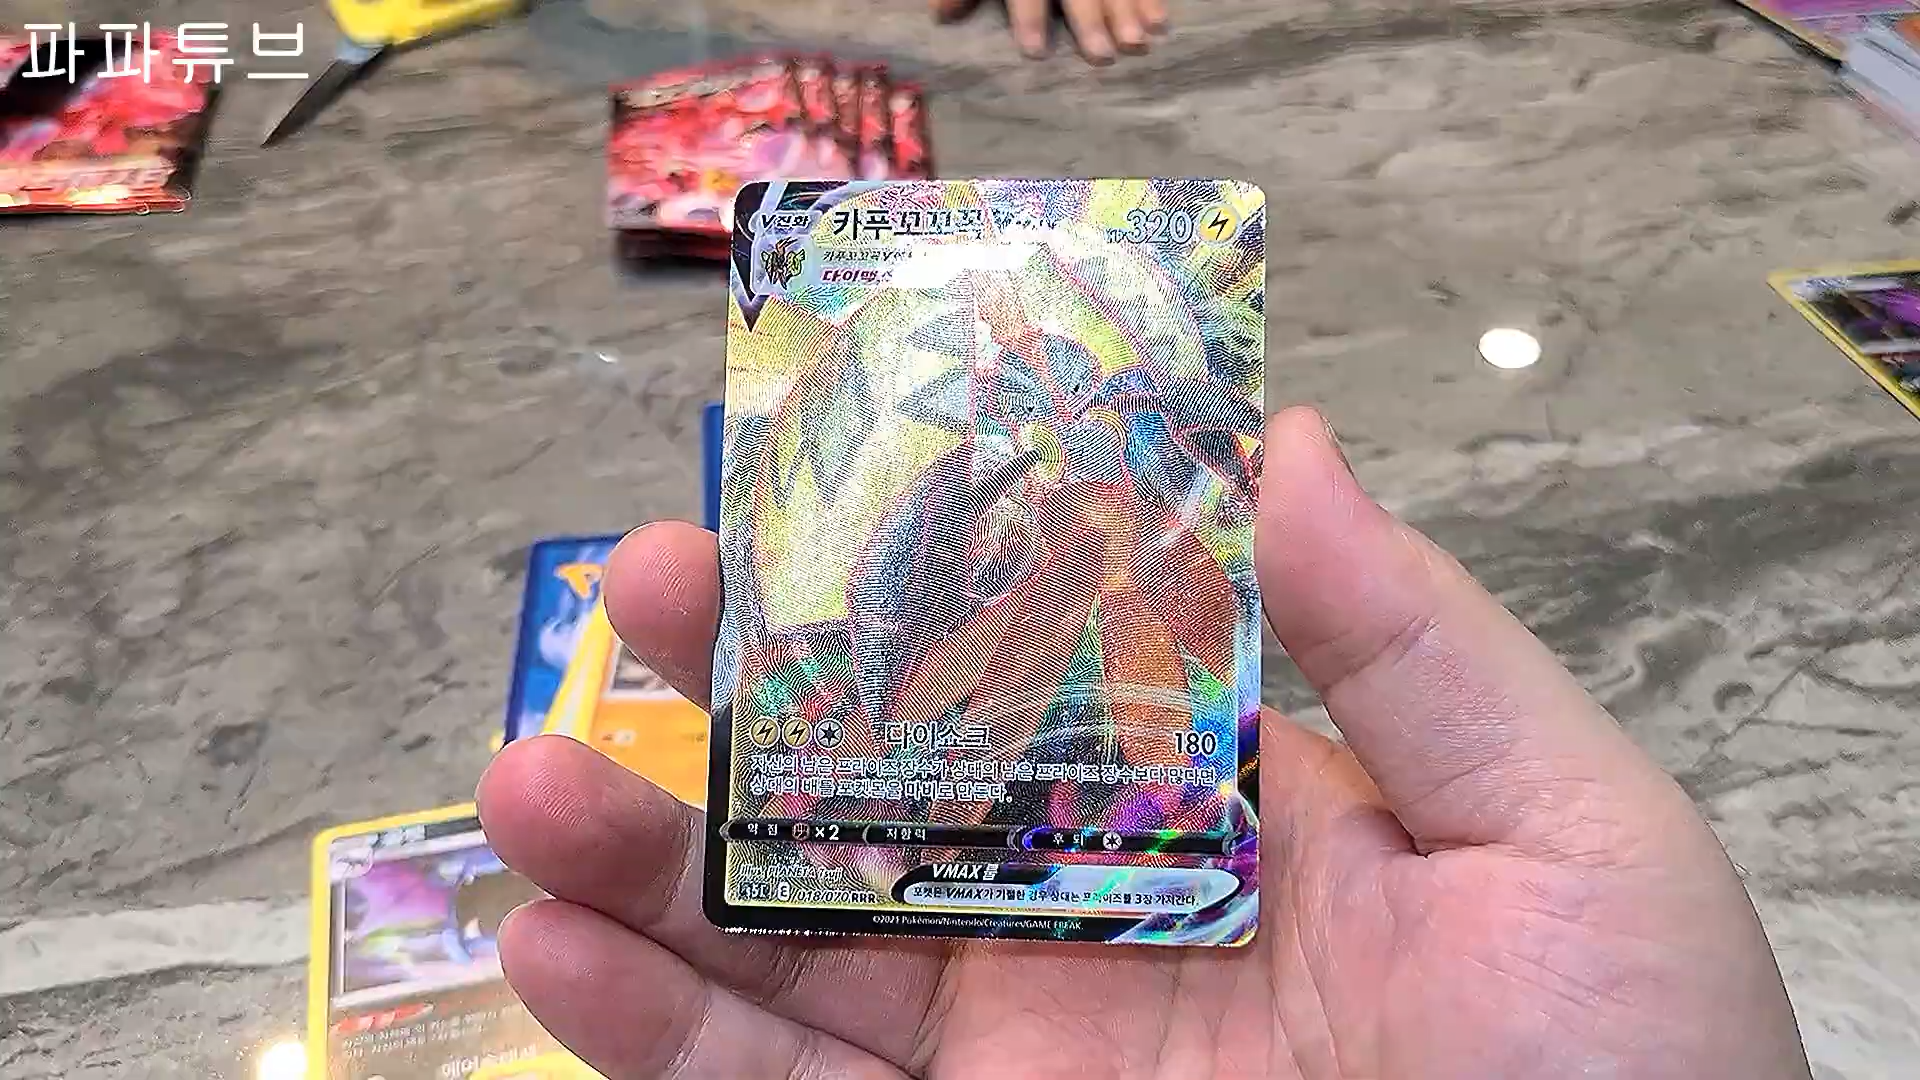 파파튜브
V진화
카푸꼬꼬꼭
320
다이맥스
다이쇼크
180
자신의 남은 프라이즈 장수가 상대의 남은 프라이즈 장수보다 많다면
상대의 배틀 포켓몬을 마비로 만든다.
약점
×2
저항력
후퇴
Illus. PLANETA Tsuji
VMAX 룰
E 018/070 RRR
포켓몬 VMAX가 기절한 경우 상대는 프라이즈를 3장 가져간다.
©2021 Pokémon/Nintendo/Creatures/GAME FREAK.